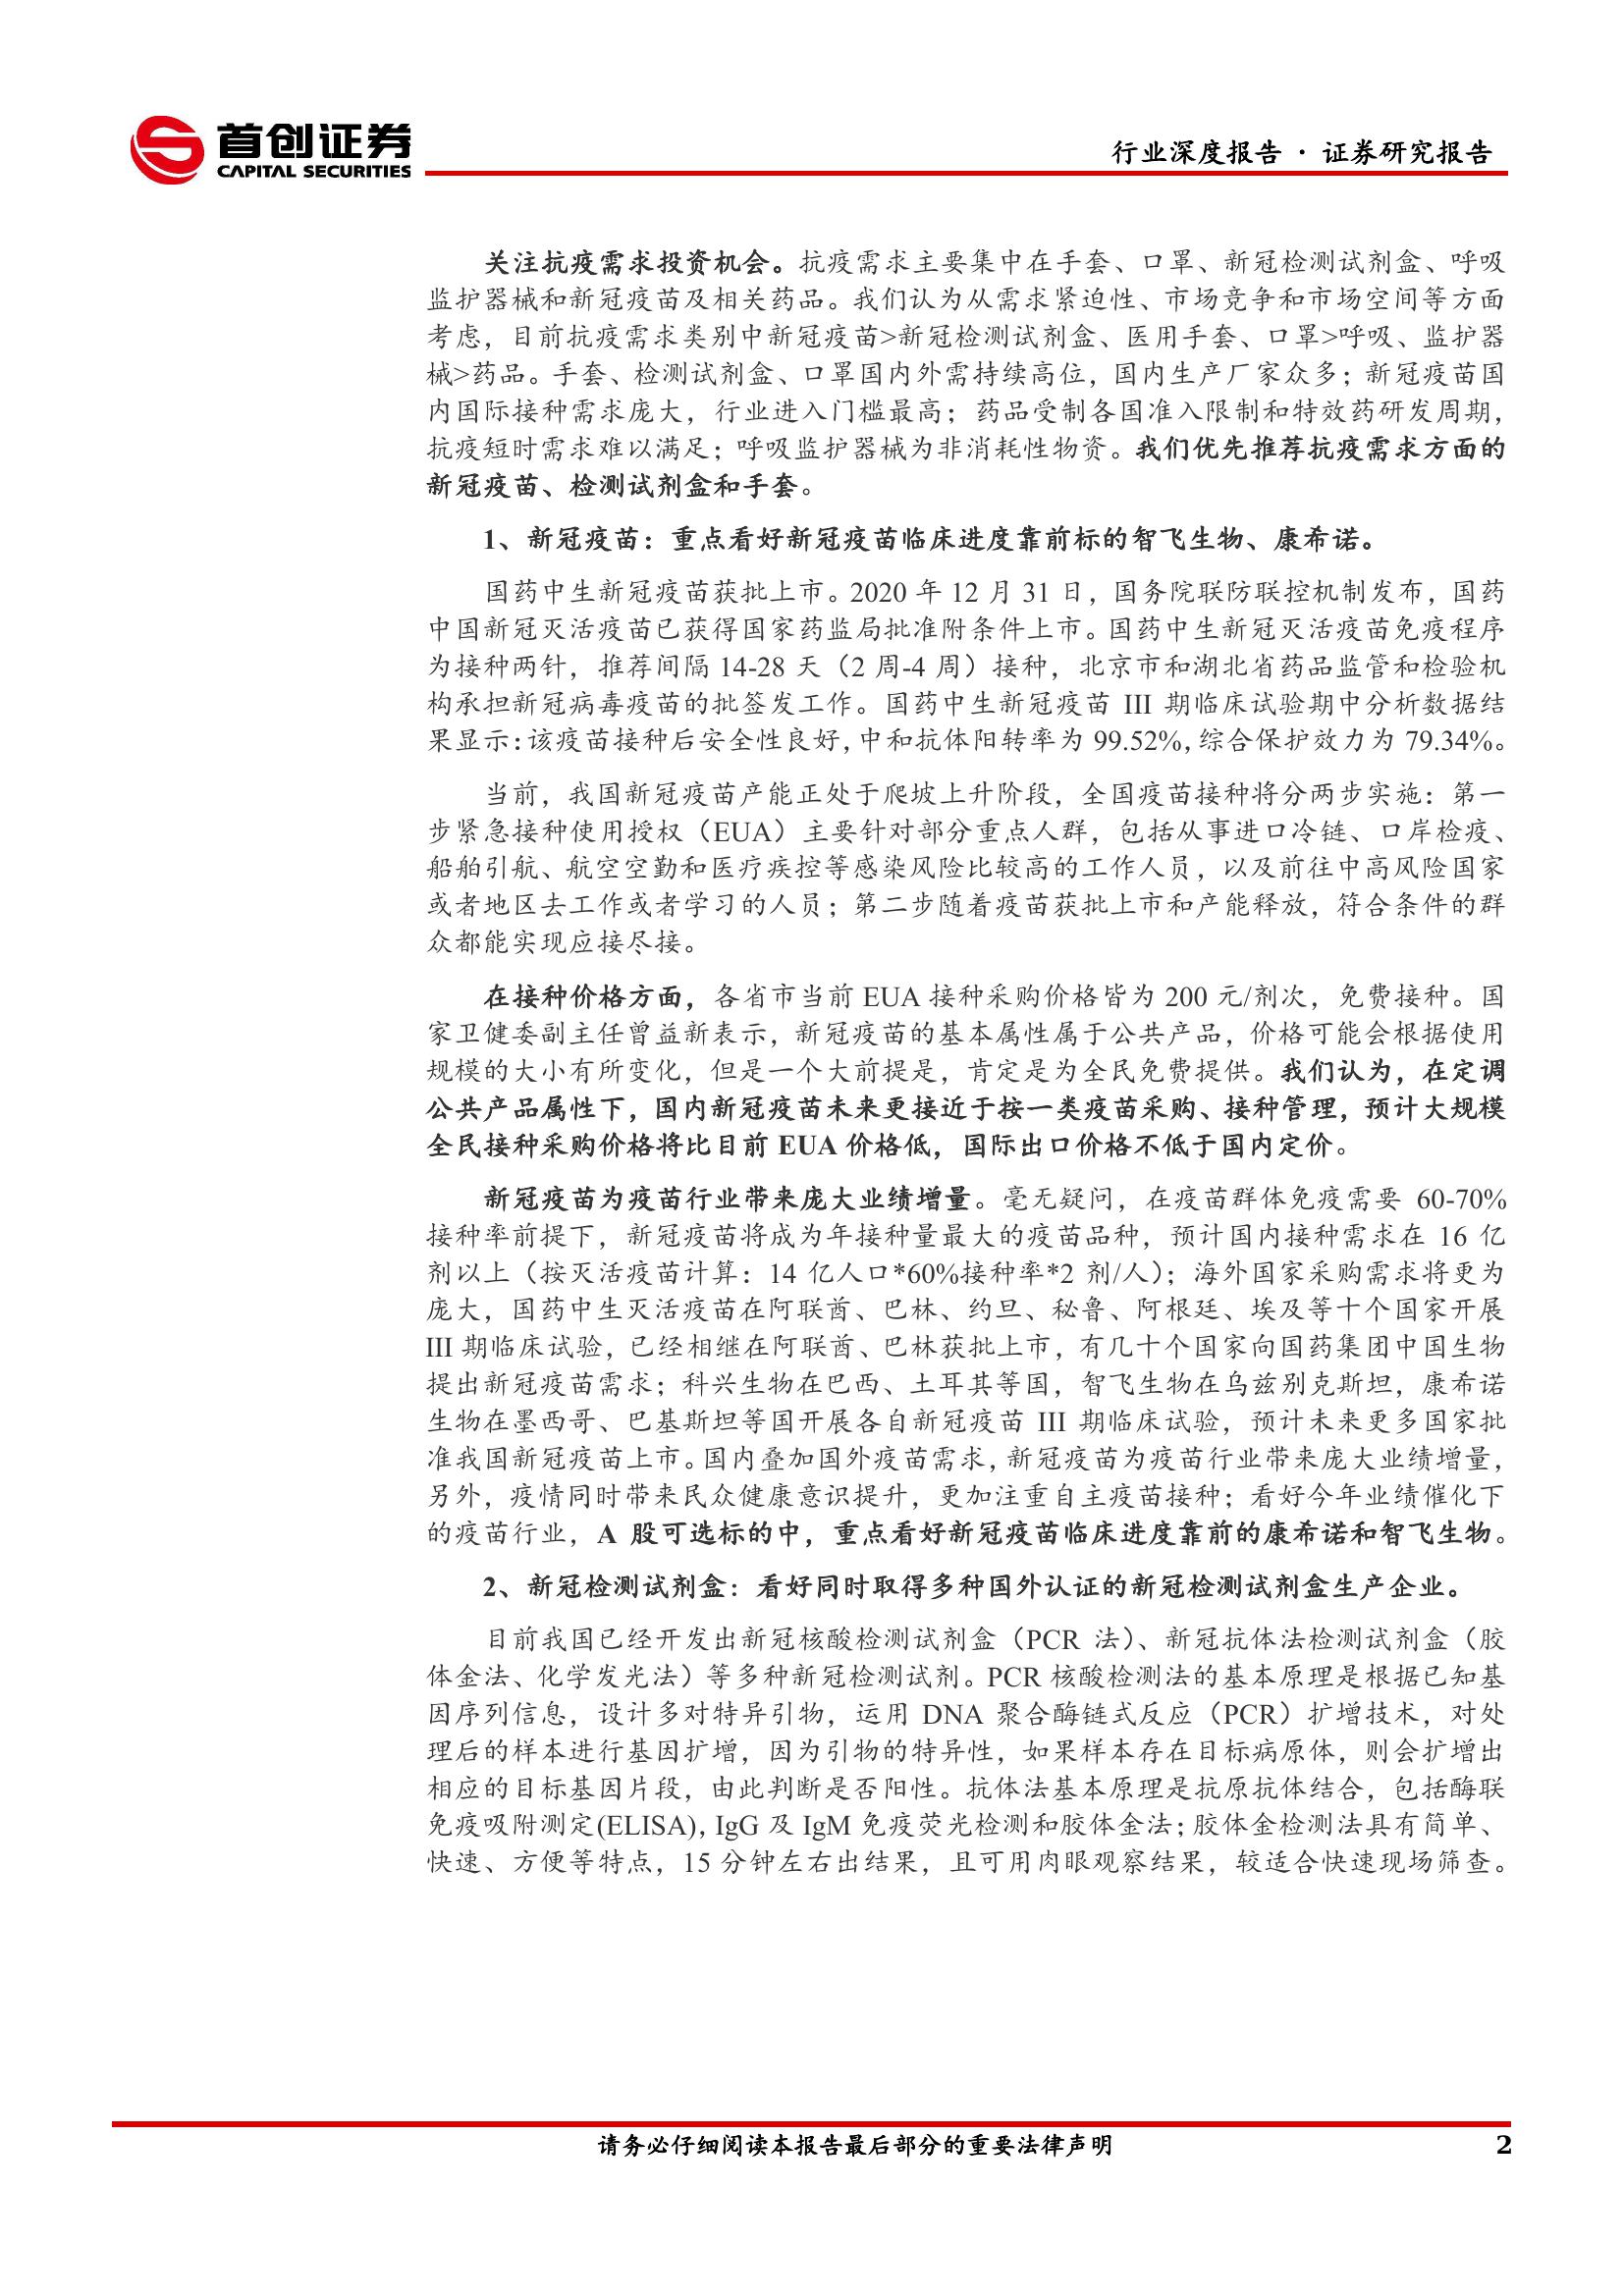 首创证券
CAPITAL SECURITIES
行业深度报告 · 证券研究报告
关注抗疫需求投资机会。抗疫需求主要集中在手套、口罩、新冠检测试剂盒、呼吸
监护器械和新冠疫苗及相关药品。我们认为从需求紧迫性、市场竞争和市场空间等方面
考虑，目前抗疫需求类别中新冠疫苗>新冠检测试剂盒、医用手套、口罩>呼吸、监护器
械>药品。手套、检测试剂盒、口罩国内外需持续高位，国内生产厂家众多；新冠疫苗国
内国际接种需求庞大，行业进入门槛最高；药品受制各国准入限制和特效药研发周期，
抗疫短时需求难以满足；呼吸监护器械为非消耗性物资。我们优先推荐抗疫需求方面的
新冠疫苗、检测试剂盒和手套。
1、新冠疫苗：重点看好新冠疫苗临床进度靠前标的智飞生物、康希诺。
国药中生新冠疫苗获批上市。2020 年 12 月 31 日，国务院联防联控机制发布，国药
中国新冠灭活疫苗已获得国家药监局批准附条件上市。国药中生新冠灭活疫苗免疫程序
为接种两针，推荐间隔 14-28 天（2 周-4 周）接种，北京市和湖北省药品监管和检验机
构承担新冠病毒疫苗的批签发工作。国药中生新冠疫苗 III 期临床试验期中分析数据结
果显示：该疫苗接种后安全性良好，中和抗体阳转率为 99.52%，综合保护效力为 79.34%。
当前，我国新冠疫苗产能正处于爬坡上升阶段，全国疫苗接种将分两步实施：第一
步紧急接种使用授权（EUA）主要针对部分重点人群，包括从事进口冷链、口岸检疫、
船舶引航、航空空勤和医疗疾控等感染风险比较高的工作人员，以及前往中高风险国家
或者地区去工作或者学习的人员；第二步随着疫苗获批上市和产能释放，符合条件的群
众都能实现应接尽接。
在接种价格方面，各省市当前 EUA 接种采购价格皆为 200 元/剂次，免费接种。国
家卫健委副主任曾益新表示，新冠疫苗的基本属性属于公共产品，价格可能会根据使用
规模的大小有所变化，但是一个大前提是，肯定是为全民免费提供。我们认为，在定调
公共产品属性下，国内新冠疫苗未来更接近于按一类疫苗采购、接种管理，预计大规模
全民接种采购价格将比目前 EUA 价格低，国际出口价格不低于国内定价。
新冠疫苗为疫苗行业带来庞大业绩增量。毫无疑问，在疫苗群体免疫需要 60-70%
接种率前提下，新冠疫苗将成为年接种量最大的疫苗品种，预计国内接种需求在 16 亿
剂以上（按灭活疫苗计算：14 亿人口*60%接种率*2 剂/人）；海外国家采购需求将更为
庞大，国药中生灭活疫苗在阿联酋、巴林、约旦、秘鲁、阿根廷、埃及等十个国家开展
III 期临床试验，已经相继在阿联酋、巴林获批上市，有几十个国家向国药集团中国生物
提出新冠疫苗需求；科兴生物在巴西、土耳其等国，智飞生物在乌兹别克斯坦，康希诺
生物在墨西哥、巴基斯坦等国开展各自新冠疫苗 III 期临床试验，预计未来更多国家批
准我国新冠疫苗上市。国内叠加国外疫苗需求，新冠疫苗为疫苗行业带来庞大业绩增量，
另外，疫情同时带来民众健康意识提升，更加注重自主疫苗接种；看好今年业绩催化下
的疫苗行业，A 股可选标的中，重点看好新冠疫苗临床进度靠前的康希诺和智飞生物。
2、新冠检测试剂盒：看好同时取得多种国外认证的新冠检测试剂盒生产企业。
目前我国已经开发出新冠核酸检测试剂盒（PCR 法）、新冠抗体法检测试剂盒（胶
体金法、化学发光法）等多种新冠检测试剂。PCR 核酸检测法的基本原理是根据已知基
因序列信息，设计多对特异引物，运用 DNA 聚合酶链式反应（PCR）扩增技术，对处
理后的样本进行基因扩增，因为引物的特异性，如果样本存在目标病原体，则会扩增出
相应的目标基因片段，由此判断是否阳性。抗体法基本原理是抗原抗体结合，包括酶联
免疫吸附测定(ELISA)，IgG 及 IgM 免疫荧光检测和胶体金法；胶体金检测法具有简单、
快速、方便等特点，15 分钟左右出结果，且可用肉眼观察结果，较适合快速现场筛查。
请务必仔细阅读本报告最后部分的重要法律声明
2